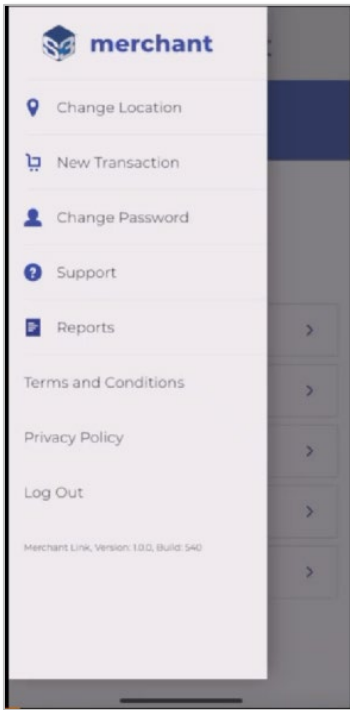 merchant
Change Location
New Transaction
Change Password
Support
Reports
Terms and Conditions
Privacy Policy
Log Out
Merchant Link, Version: 1.0.0, Build: 540